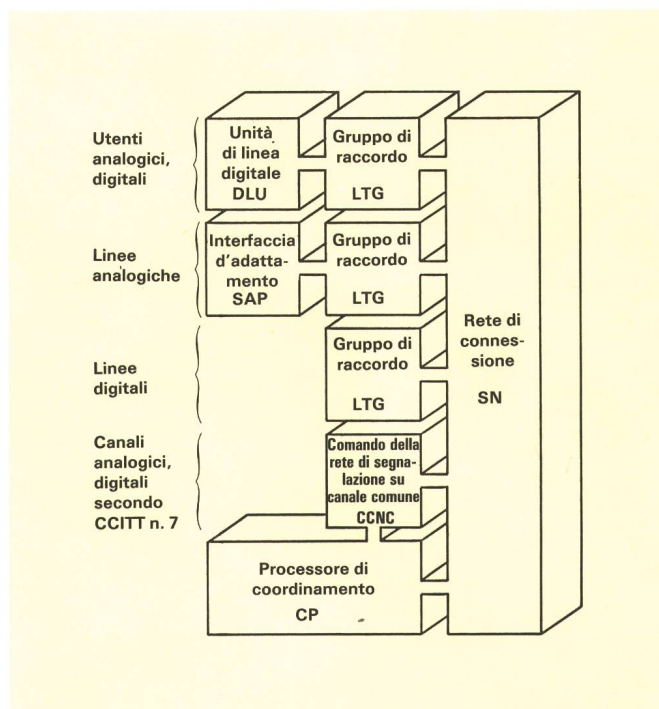 Utenti
analogici,
digitali
Unità
di linea
digitale
DLU
Gruppo di
raccordo
LTG
Linee
analogiche
Interfaccia
d'adatta-
mento
SAP
Gruppo di
raccordo
LTG
Linee
digitali
Gruppo di
raccordo
LTG
Rete di
connes-
sione
SN
Canali
analogici,
digitali
secondo
CCITT n. 7
Comando della
rete di segna-
lazione su
canale comune
CCNC
Processore di
coordinamento
CP